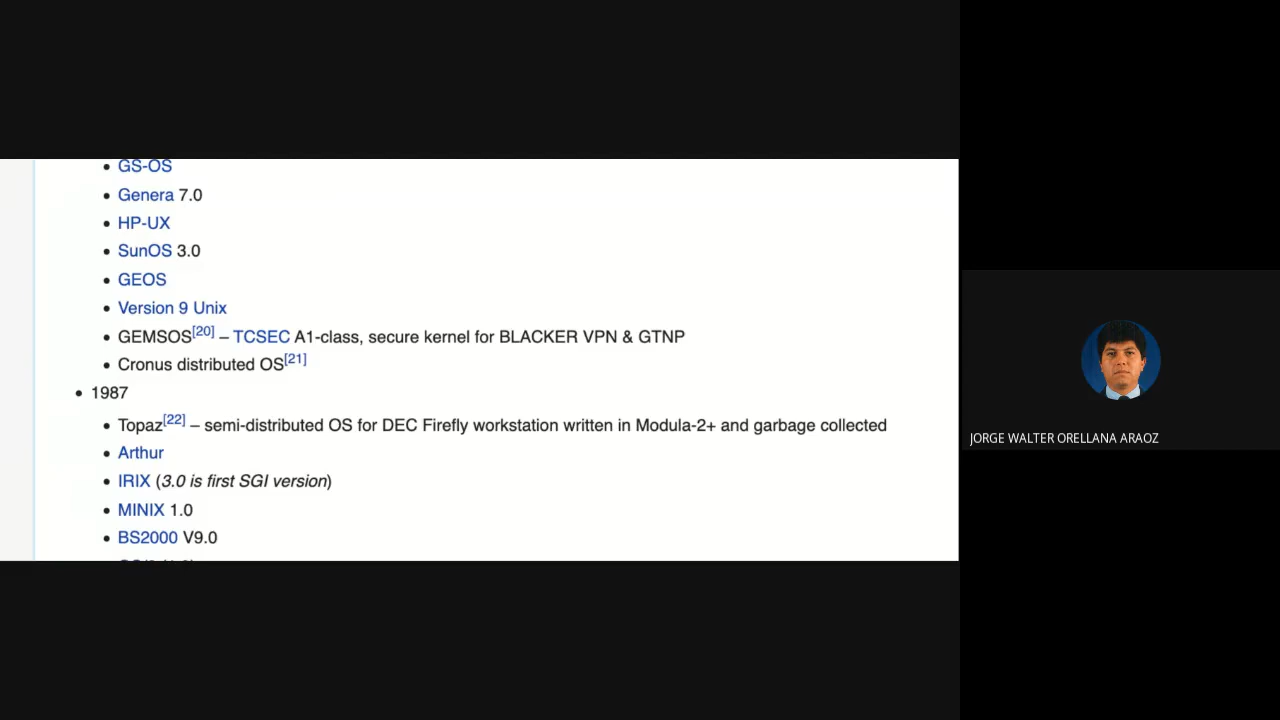 GS-OS
Genera 7.0
HP-UX
SunOS 3.0
GEOS
Version 9 Unix
GEMSOS[20] – TCSEC A1-class, secure kernel for BLACKER VPN & GTNP
Cronus distributed OS[21]
1987
Topaz[22] – semi-distributed OS for DEC Firefly workstation written in Modula-2+ and garbage collected
Arthur
IRIX (3.0 is first SGI version)
MINIX 1.0
BS2000 V9.0
JORGE WALTER ORELLANA ARAOZ